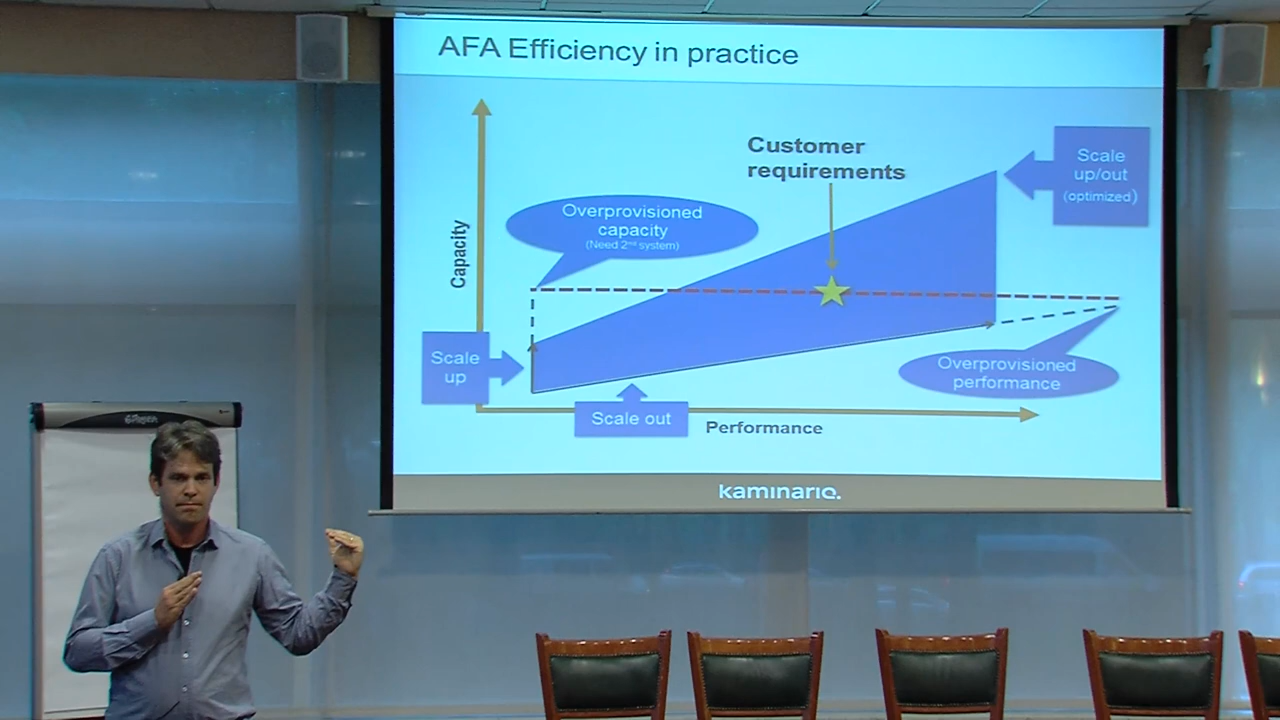 AFA Efficiency in practice
Customer
requirements
Scale
up/out
(optimized)
Overprovisioned
capacity
(Need 2nd system)
Capacity
Scale
up
Overprovisioned
performance
Scale out
Performance
kaminario.